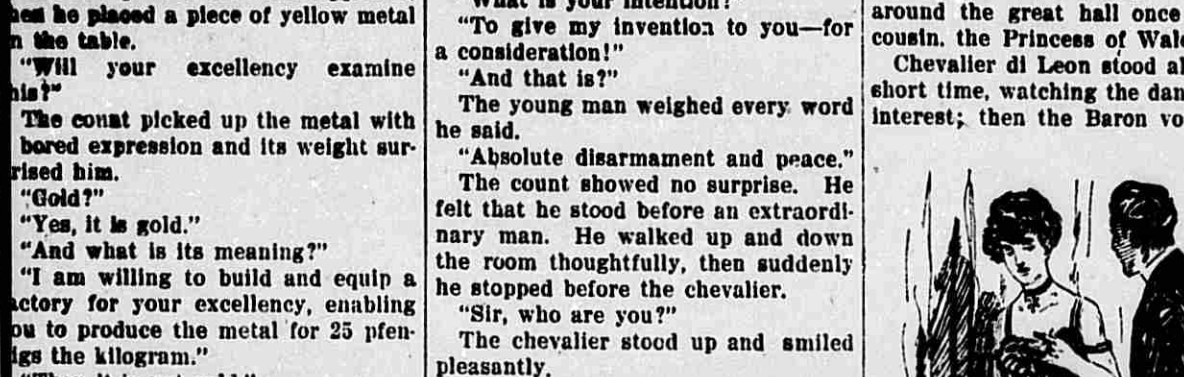 he placed a piece of yellow metal
the table.
"Will your excellency examine
The count picked up the metal with
bored expression and its weight sur-
rised him.
"Gold?"
"Yes, it is gold."
"And what is its meaning?"
"I am willing to build and equip a
actory for your excellency, enabling
ou to produce the metal for 25 pfen-
igs the kilogram."
"What is your intention?"
"To give my invention to you—for
a consideration!"
"And that is?"
The young man weighed every word
he said.
"Absolute disarmament and peace."
The count showed no surprise. He
felt that he stood before an extraordi-
nary man. He walked up and down
the room thoughtfully, then suddenly
he stopped before the chevalier.
"Sir, who are you?"
The chevalier stood up and smiled
pleasantly.
around the great hall once
cousin, the Princess of Wal
Chevalier di Leon stood al
short time, watching the dan
interest; then the Baron vo